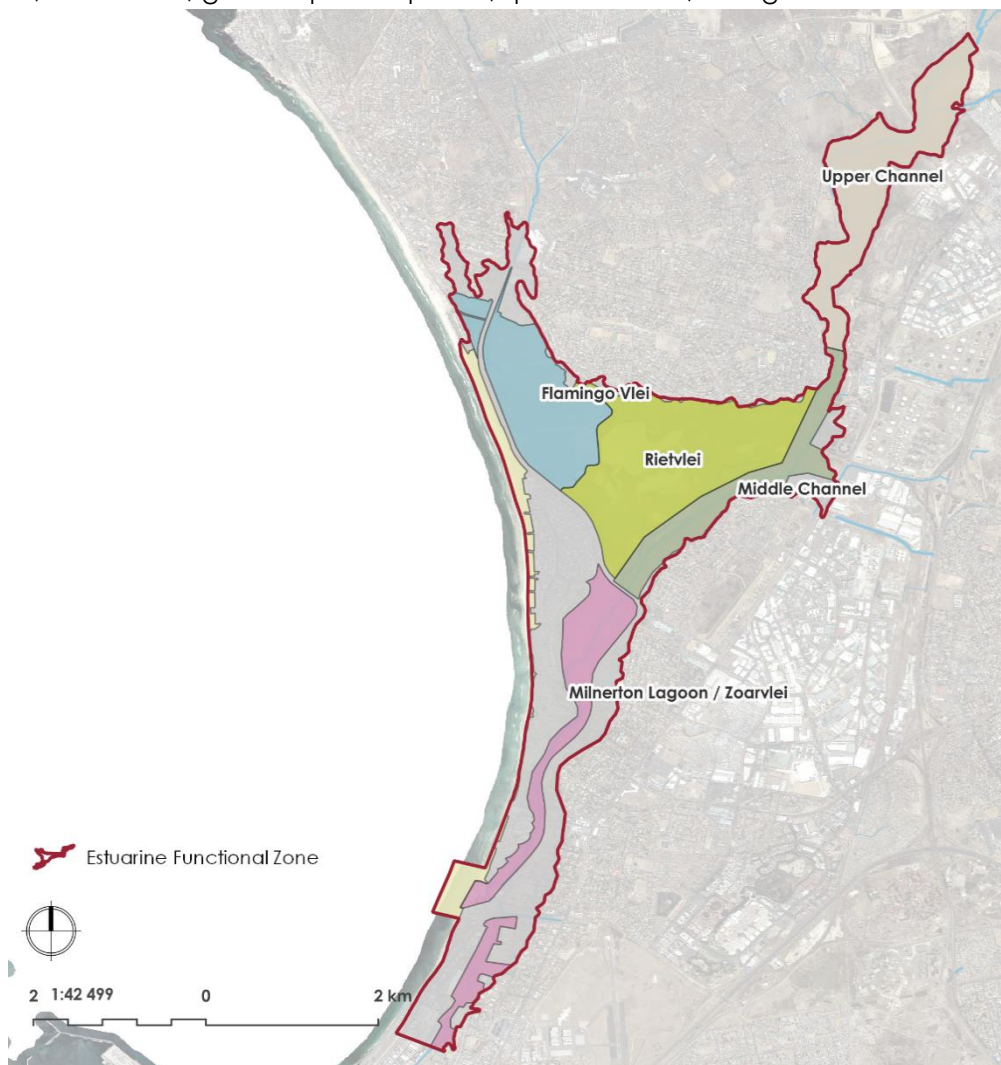 Upper Channel
Flamingo Vlei
Rietvlei
Middle Channel
Milnerton Lagoon / Zoarvlei
Estuarine Functional Zone
2 1:42 499 0 2 km